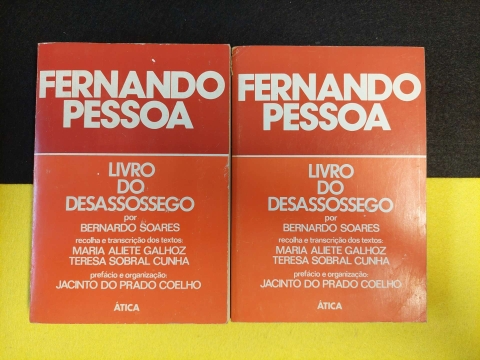 FERNANDO
PESSOA
LIVRO
DO
DESASSOSSEGO
por
BERNARDO SOARES
recolha e transcrição dos textos
MARIA ALIETE GALHOZ
TERESA SOBRAL CUNHA
prefácio e organização:
JACINTO DO PRADO COELHO
ÁTICA
FERNANDO
PESSOA
LIVRO
DO
DESASSOSSEGO
por
BERNARDO SOARES
recolha e transcrição dos textos:
MARIA ALIETE GALHOZ
TERESA SOBRAL CUNHA
prefácio e organização:
JACINTO DO PRADO COELHO
ÁTICA